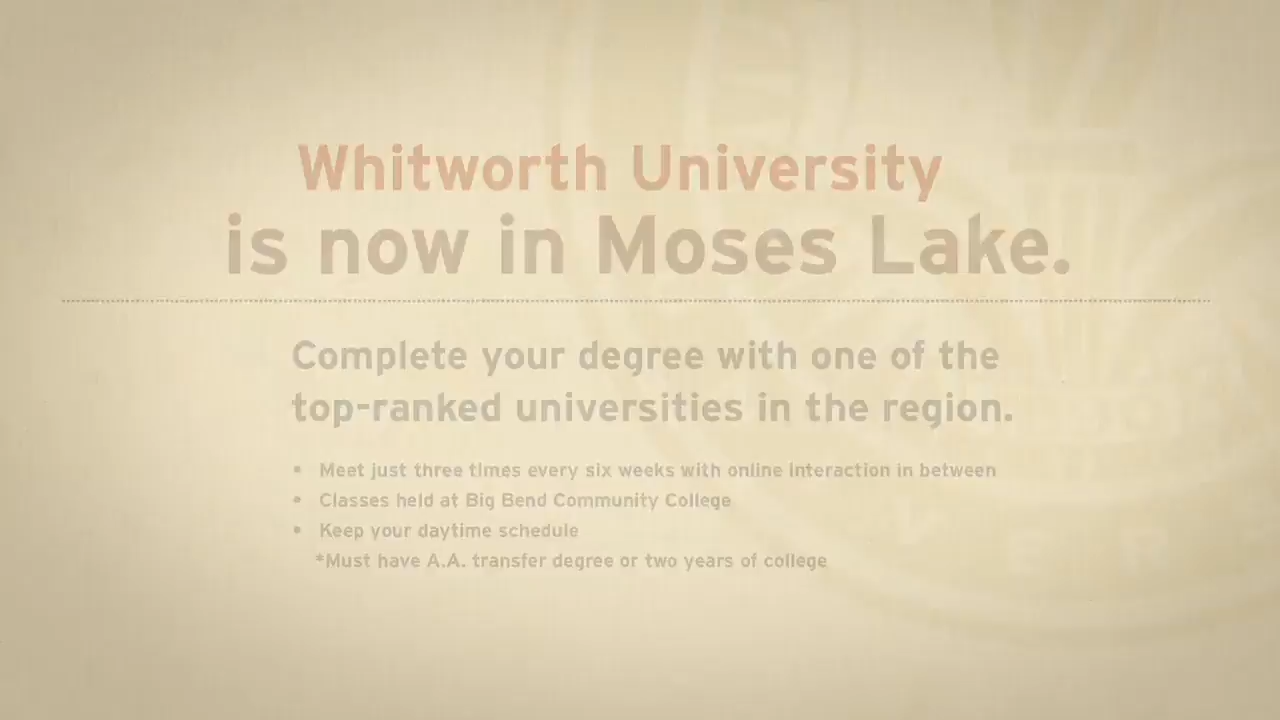 Whitworth University
is now in Moses Lake.
Complete your degree with one of the
top-ranked universities in the region.
• Meet just three times every six weeks with online interaction in between
• Classes held at Big Bend Community College
• Keep your daytime schedule
*Must have A.A. transfer degree or two years of college